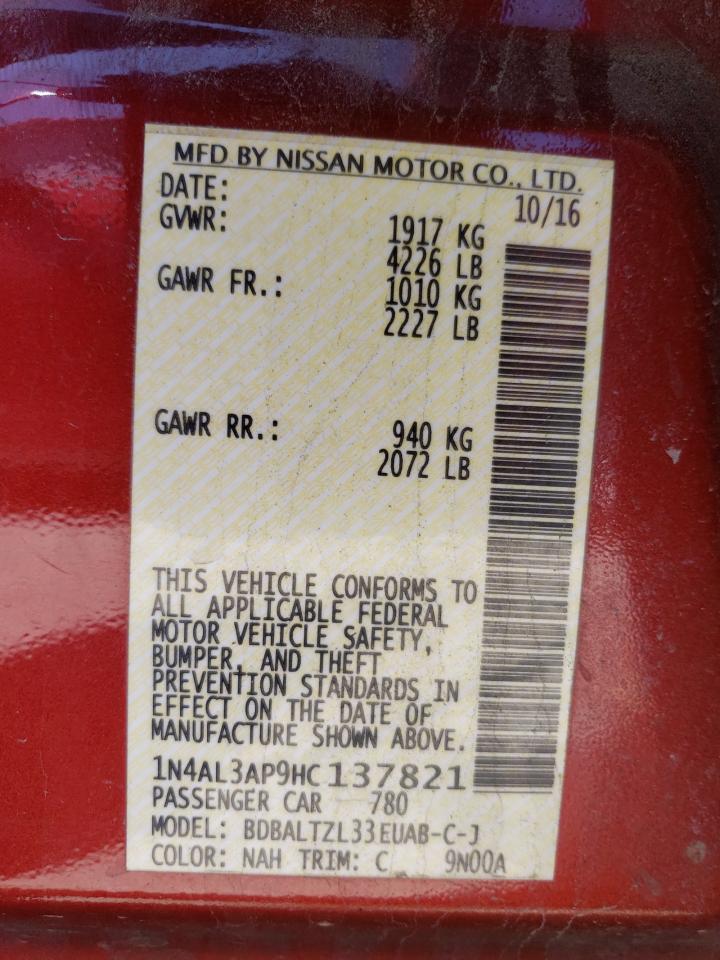 MFD BY NISSAN MOTOR CO., LTD.
DATE: 10/16
GVWR: 1917 KG
4226 LB
GAWR FR.: 1010 KG
2227 LB
GAWR RR.: 940 KG
2072 LB
THIS VEHICLE CONFORMS TO
ALL APPLICABLE FEDERAL
MOTOR VEHICLE SAFETY,
BUMPER, AND THEFT
PREVENTION STANDARDS IN
EFFECT ON THE DATE OF
MANUFACTURE SHOWN ABOVE.
1N4AL3AP9HC137821
PASSENGER CAR 780
MODEL: BDBALTZL33EUAB-C-J
COLOR: NAH TRIM: C 9N00A